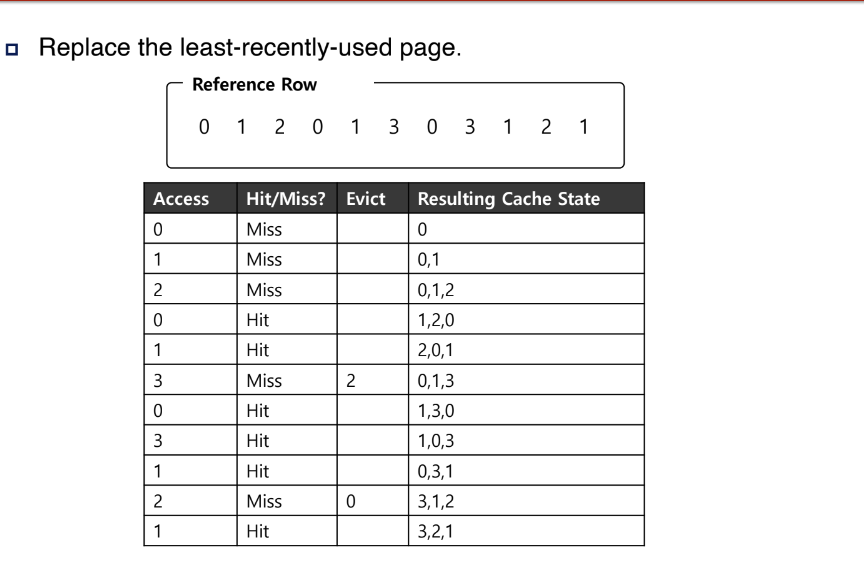 Replace the least-recently-used page.
Reference Row
0 1 2 0 1 3 0 3 1 2 1
Access Hit/Miss? Evict Resulting Cache State
0 Miss 0
1 Miss 0,1
2 Miss 0,1,2
0 Hit 1,2,0
1 Hit 2,0,1
3 Miss 2 0,1,3
0 Hit 1,3,0
3 Hit 1,0,3
1 Hit 0,3,1
2 Miss 0 3,1,2
1 Hit 3,2,1